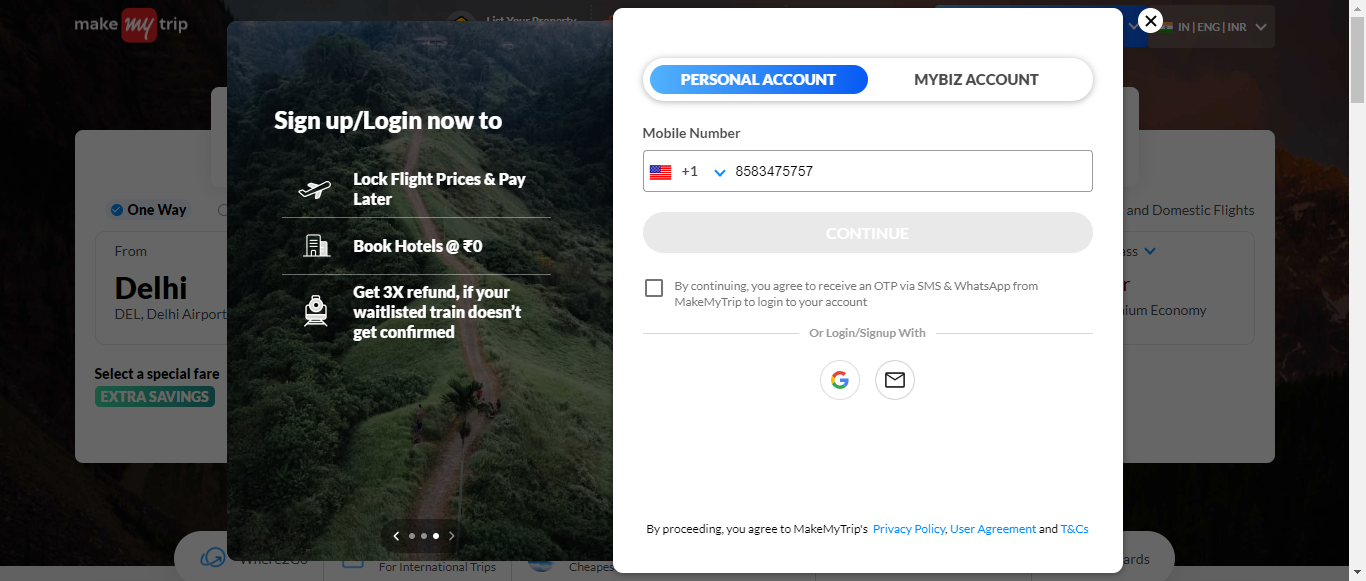 make my trip
List Your Property
IN | ENG | INR
Sign up/Login now to
Lock Flight Prices & Pay
Later
Book Hotels @ ₹0
Get 3X refund, if your
waitlisted train doesn't
get confirmed
PERSONAL ACCOUNT
MYBIZ ACCOUNT
Mobile Number
+1
8583475757
CONTINUE
By continuing, you agree to receive an OTP via SMS & WhatsApp from
MakeMyTrip to login to your account
Or Login/Signup With
By proceeding, you agree to MakeMyTrip's Privacy Policy, User Agreement and T&Cs
One Way
From
Delhi
DEL, Delhi Airport
Select a special fare
EXTRA SAVINGS
and Domestic Flights
Economy
Where2Go
For International Trips